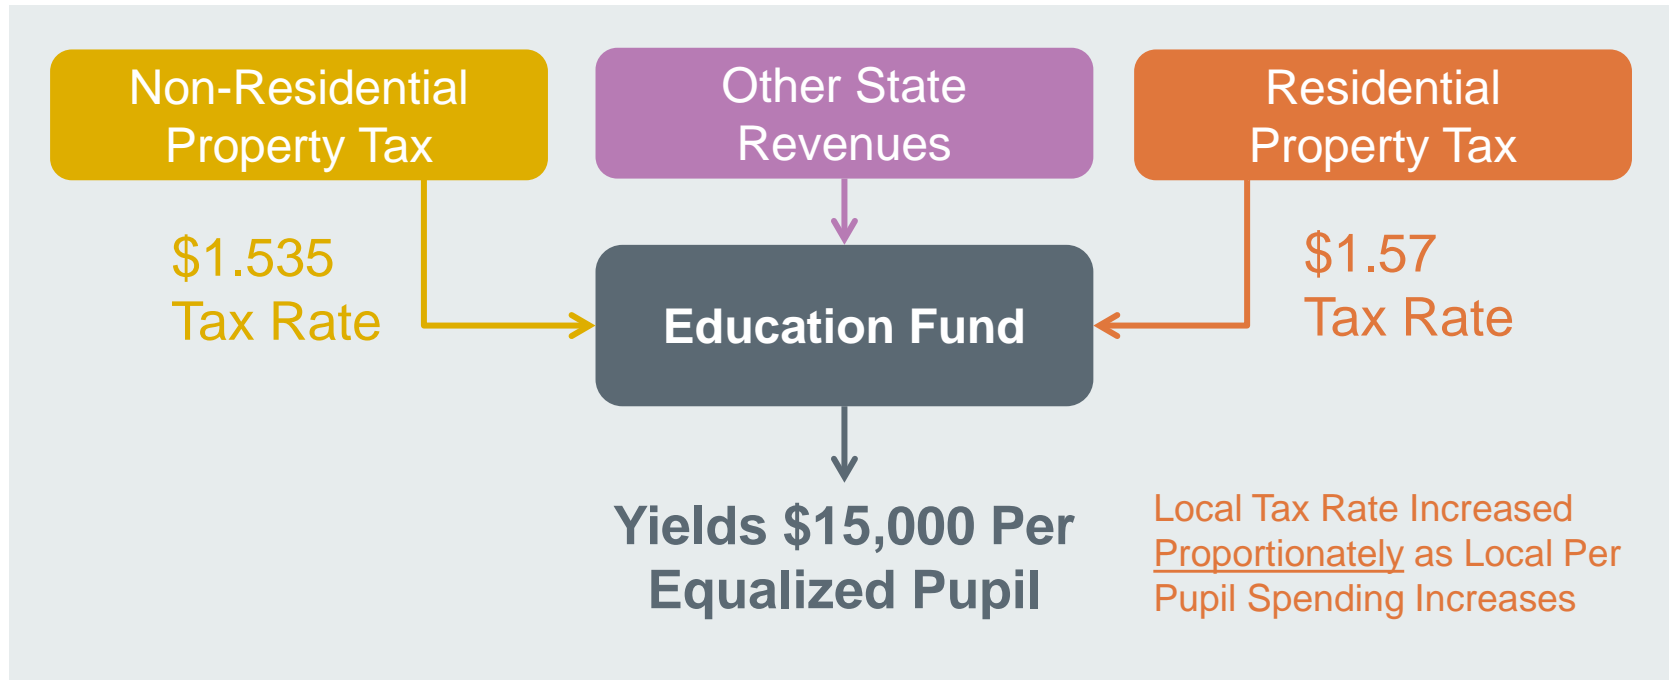 Non-Residential
Property Tax
Other State
Revenues
Residential
Property Tax
$1.535
Tax Rate
Education Fund
$1.57
Tax Rate
Yields $15,000 Per
Equalized Pupil
Local Tax Rate Increased
Proportionately as Local Per
Pupil Spending Increases